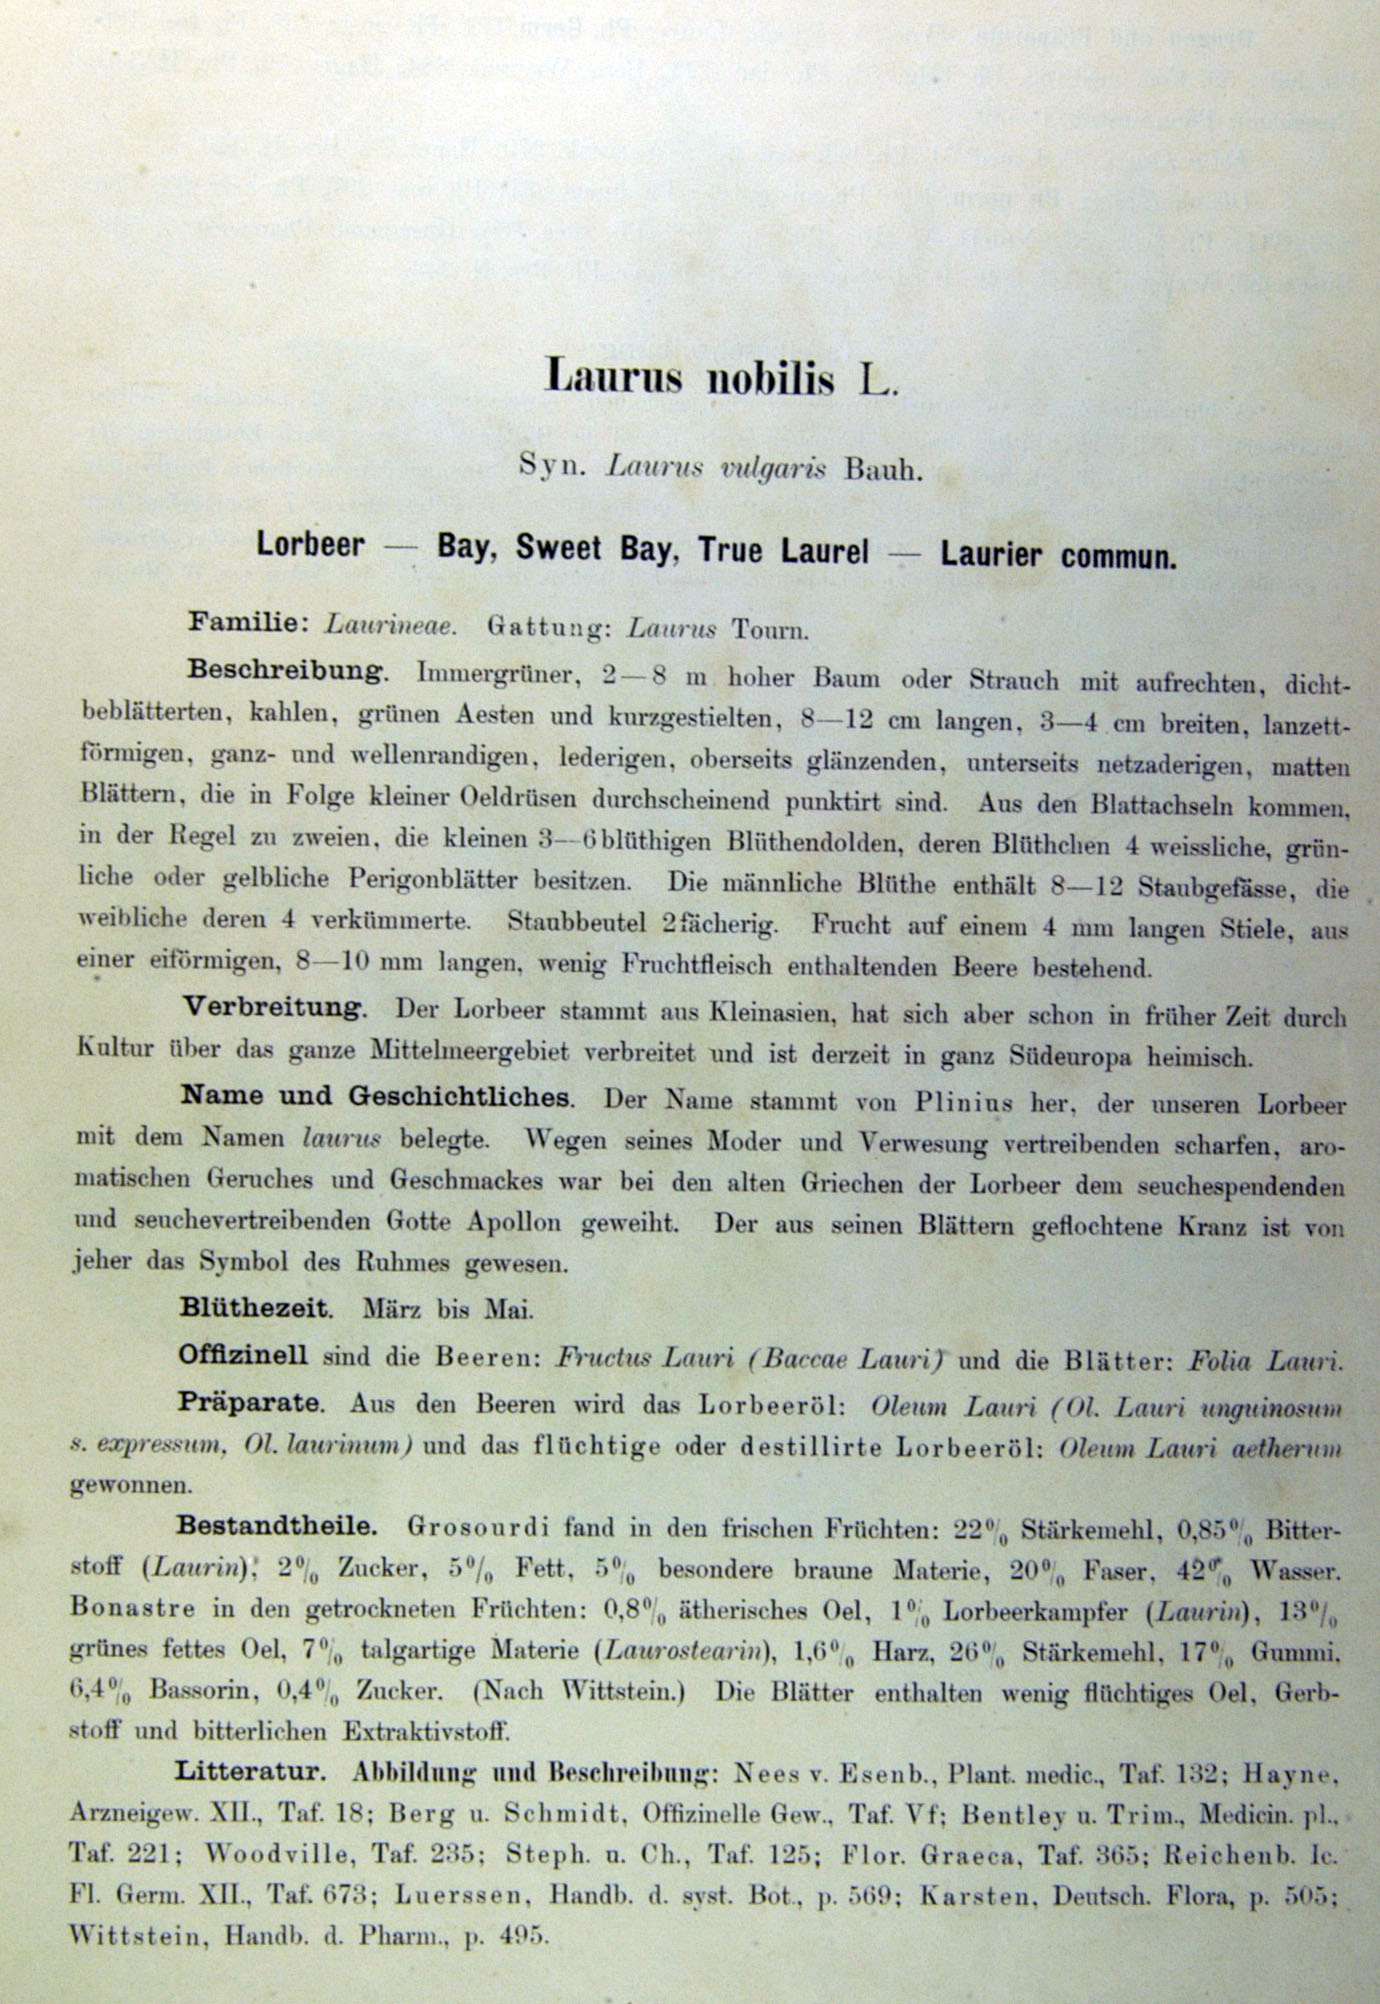 Laurus nobilis L.
Syn. Laurus vulgaris Bauh.
Lorbeer — Bay, Sweet Bay, True Laurel — Laurier commun.
Familie: Laurineae. Gattung: Laurus Tourn.
Beschreibung. Immergrüner, 2—8 m hoher Baum oder Strauch mit aufrechten, dicht-
beblätterten, kahlen, grünen Aesten und kurzgestielten, 8—12 cm langen, 3—4 cm breiten, lanzett-
förmigen, ganz- und wellenrandigen, lederigen, oberseits glänzenden, unterseits netzaderigen, matten
Blättern, die in Folge kleiner Oeldrüsen durchscheinend punktirt sind. Aus den Blattachseln kommen,
in der Regel zu zweien, die kleinen 3—6 blüthigen Blüthendolden, deren Blüthchen 4 weissliche, grün-
liche oder gelbliche Perigonblätter besitzen. Die männliche Blüthe enthält 8—12 Staubgefässe, die
weibliche deren 4 verkümmerte. Staubbeutel 2fächerig. Frucht auf einem 4 mm langen Stiele, aus
einer eiförmigen, 8—10 mm langen, wenig Fruchtfleisch enthaltenden Beere bestehend.
Verbreitung. Der Lorbeer stammt aus Kleinasien, hat sich aber schon in früher Zeit durch
Kultur über das ganze Mittelmeergebiet verbreitet und ist derzeit in ganz Südeuropa heimisch.
Name und Geschichtliches. Der Name stammt von Plinius her, der unseren Lorbeer
mit dem Namen laurus belegte. Wegen seines Moder und Verwesung vertreibenden scharfen, aro-
matischen Geruches und Geschmackes war bei den alten Griechen der Lorbeer dem seuchespendenden
und seuchevertreibenden Gotte Apollon geweiht. Der aus seinen Blättern geflochtene Kranz ist von
jeher das Symbol des Ruhmes gewesen.
Blüthezeit. März bis Mai.
Offizinell sind die Beeren: Fructus Lauri (Baccae Lauri) und die Blätter: Folia Lauri.
Präparate. Aus den Beeren wird das Lorbeeröl: Oleum Lauri (Ol. Lauri unguinosum
s. expressum, Ol. laurinum) und das flüchtige oder destillirte Lorbeeröl: Oleum Lauri aetherum
gewonnen.
Bestandtheile. Grosourdi fand in den frischen Früchten: 22% Stärkemehl, 0,85% Bitter-
stoff (Laurin), 2% Zucker, 5% Fett, 5% besondere braune Materie, 20% Faser, 42% Wasser.
Bonastre in den getrockneten Früchten: 0,8% ätherisches Oel, 1% Lorbeerkampfer (Laurin), 13%
grünes fettes Oel, 7% talgartige Materie (Laurostearin), 1,6% Harz, 26% Stärkemehl, 17% Gummi,
6,4% Bassorin, 0,4% Zucker. (Nach Wittstein.) Die Blätter enthalten wenig flüchtiges Oel, Gerb-
stoff und bitterlichen Extraktivstoff.
Litteratur. Abbildung und Beschreibung: Nees v. Esenb., Plant. medic., Taf. 132; Hayne,
Arzneigew. XII., Taf. 18; Berg u. Schmidt, Offizinelle Gew., Taf. Vf; Bentley u. Trim., Medicin. pl.,
Taf. 221; Woodville, Taf. 235; Steph. u. Ch., Taf. 125; Flor. Graeca, Taf. 365; Reichenb. Ic.
Fl. Germ. XII., Taf. 673; Luerssen, Handb. d. syst. Bot., p. 569; Karsten, Deutsch. Flora, p. 505;
Wittstein, Handb. d. Pharm., p. 495.